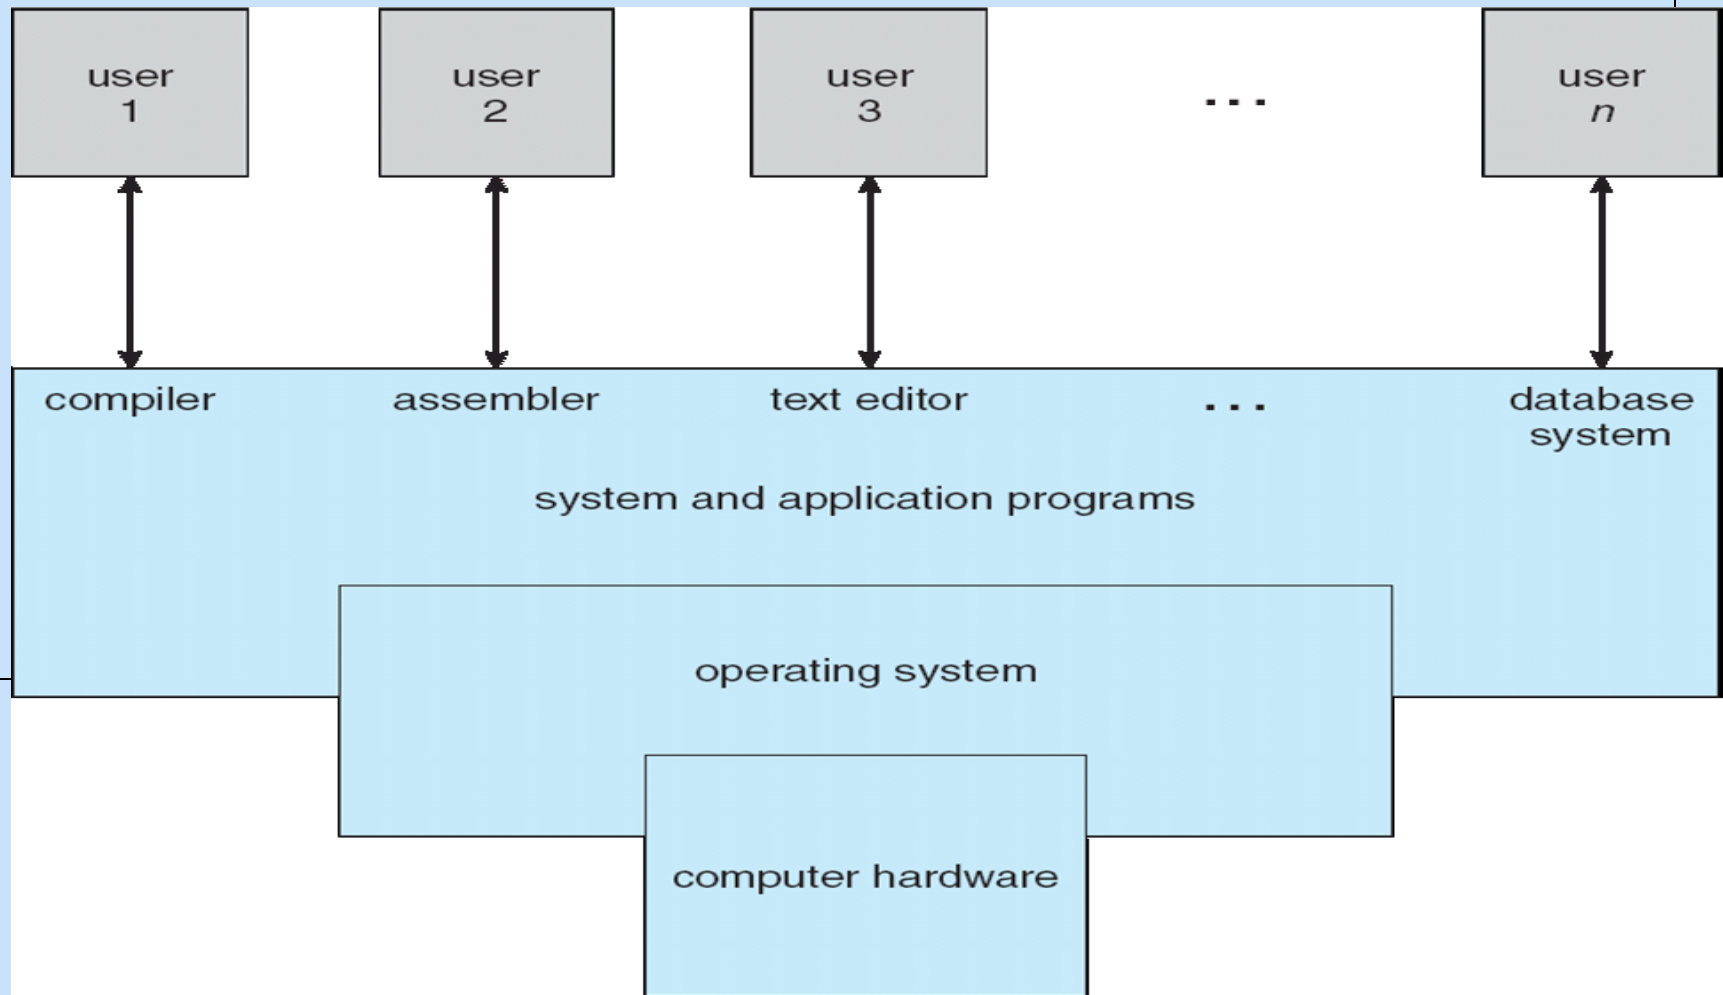 user
1
user
2
user
3
...
user
n
compiler
assembler
text editor
...
database
system
system and application programs
operating system
computer hardware